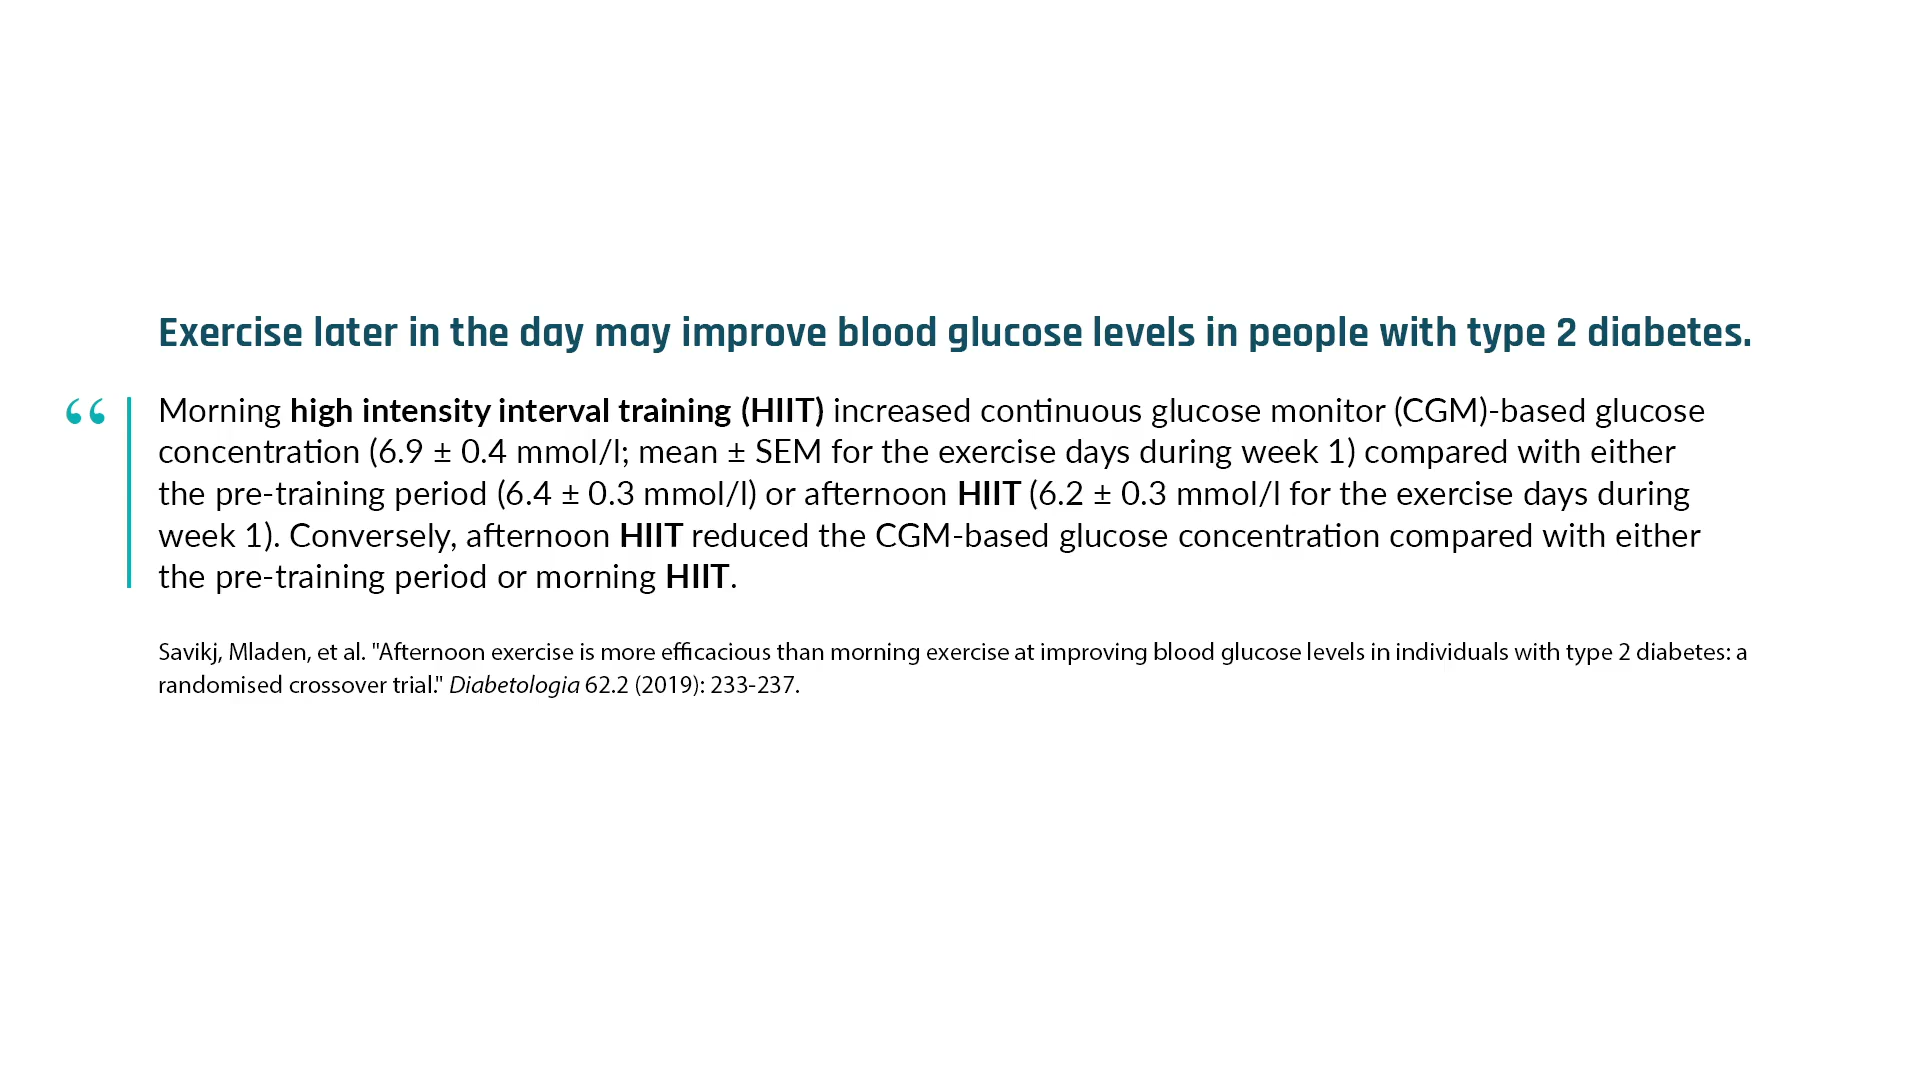 Exercise later in the day may improve blood glucose levels in people with type 2 diabetes.
“
Morning high intensity interval training (HIIT) increased continuous glucose monitor (CGM)-based glucose
concentration (6.9 ± 0.4 mmol/l; mean ± SEM for the exercise days during week 1) compared with either
the pre-training period (6.4 ± 0.3 mmol/l) or afternoon HIIT (6.2 ± 0.3 mmol/l for the exercise days during
week 1). Conversely, afternoon HIIT reduced the CGM-based glucose concentration compared with either
the pre-training period or morning HIIT.
Savikj, Mladen, et al. "Afternoon exercise is more efficacious than morning exercise at improving blood glucose levels in individuals with type 2 diabetes: a
randomised crossover trial." Diabetologia 62.2 (2019): 233-237.